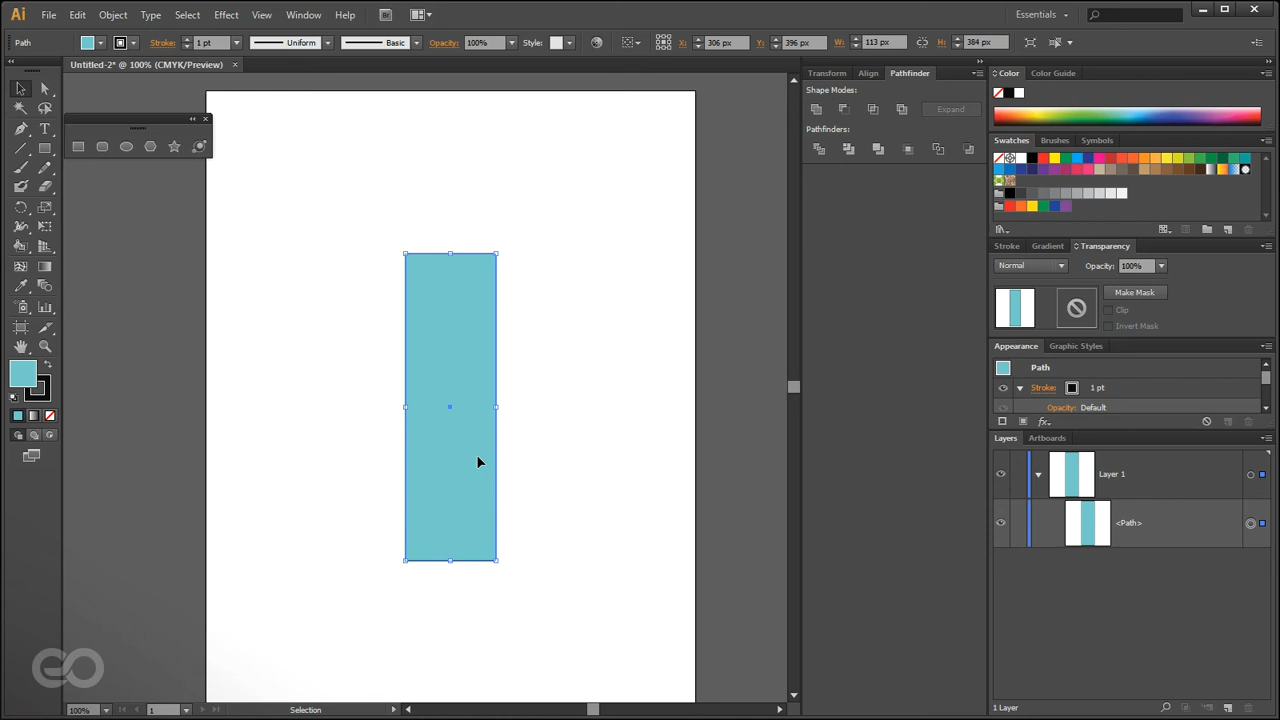 Ai File Edit Object Type Select Effect View Window Help Br Essentials
Path Stroke: 1 pt Uniform Basic Opacity: 100% Style: X: 306 px Y: 396 px W: 113 px H: 384 px
Untitled-2* @ 100% (CMYK/Preview)
Transform Align Pathfinder
Shape Modes:
Expand
Pathfinders:
Color Color Guide
Swatches Brushes Symbols
Stroke Gradient Transparency
Normal Opacity: 100%
Make Mask
Clip
Invert Mask
Appearance Graphic Styles
Path
Stroke: 1 pt
Opacity: Default
fx
Layers Artboards
Layer 1
<Path>
1 Layer
100% 1 Selection